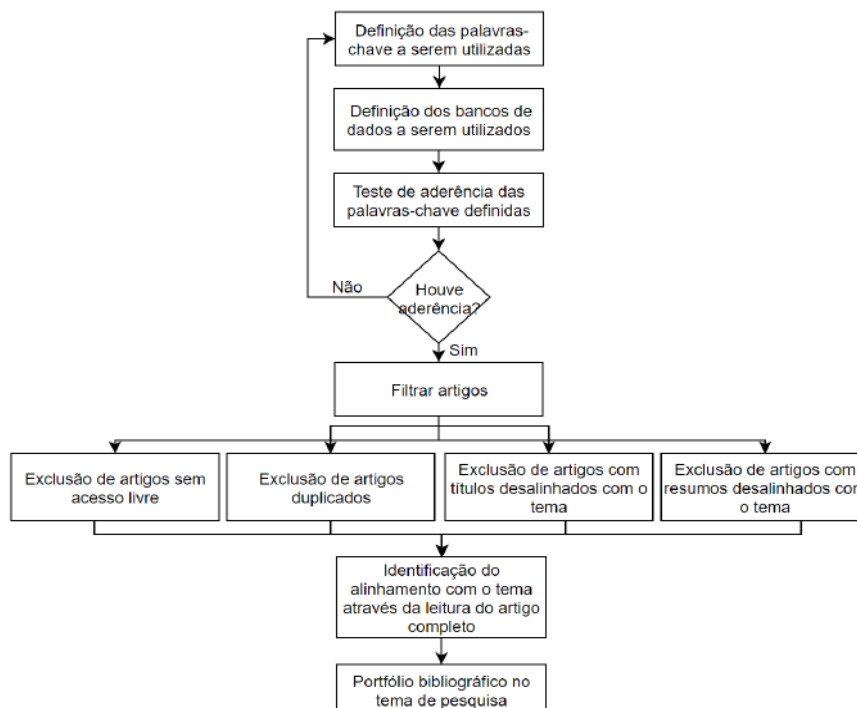 Definição das palavras-
chave a serem utilizadas
Definição dos bancos de
dados a serem utilizados
Teste de aderência das
palavras-chave definidas
Houve
aderência?
Não
Sim
Filtrar artigos
Exclusão de artigos sem
acesso livre
Exclusão de artigos
duplicados
Exclusão de artigos com
títulos desalinhados com o
tema
Exclusão de artigos com
resumos desalinhados com
o tema
Identificação do
alinhamento com o tema
através da leitura do artigo
completo
Portfólio bibliográfico no
tema de pesquisa